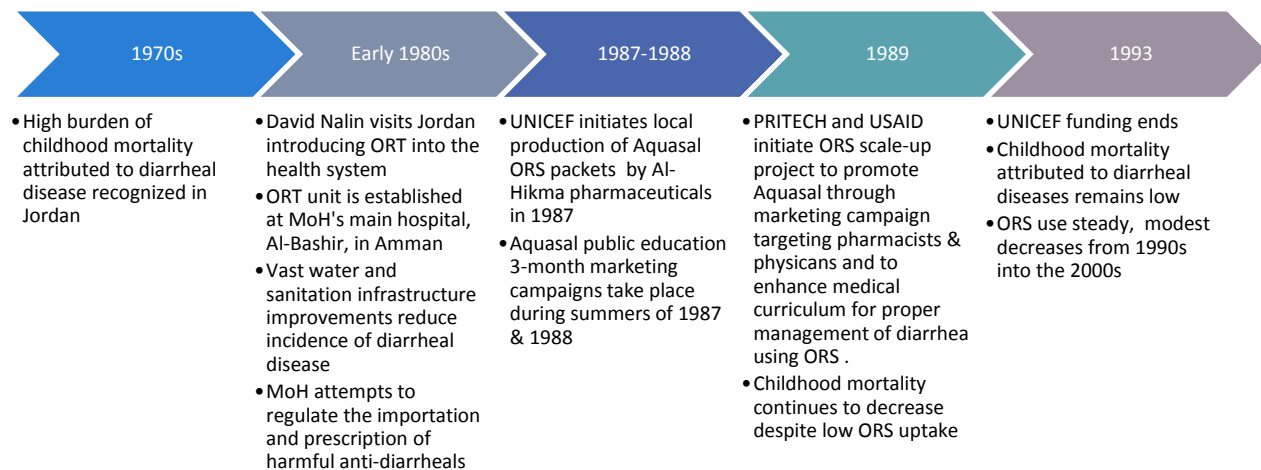 1970s
•High burden of
childhood mortality
attributed to diarrheal
disease recognized in
Jordan
Early 1980s
•David Nalin visits Jordan
introducing ORT into the
health system
•ORT unit is established
at MoH's main hospital,
Al-Bashir, in Amman
•Vast water and
sanitation infrastructure
improvements reduce
incidence of diarrheal
disease
•MoH attempts to
regulate the importation
and prescription of
harmful anti-diarrheals
1987-1988
•UNICEF initiates local
production of Aquasal
ORS packets by Al-
Hikma pharmaceuticals
in 1987
•Aquasal public education
3-month marketing
campaigns take place
during summers of 1987
& 1988
1989
•PRITECH and USAID
initiate ORS scale-up
project to promote
Aquasal through
marketing campaign
targeting pharmacists &
physicans and to
enhance medical
curriculum for proper
management of diarrhea
using ORS .
•Childhood mortality
continues to decrease
despite low ORS uptake
1993
•UNICEF funding ends
•Childhood mortality
attributed to diarrheal
diseases remains low
•ORS use steady, modest
decreases from 1990s
into the 2000s